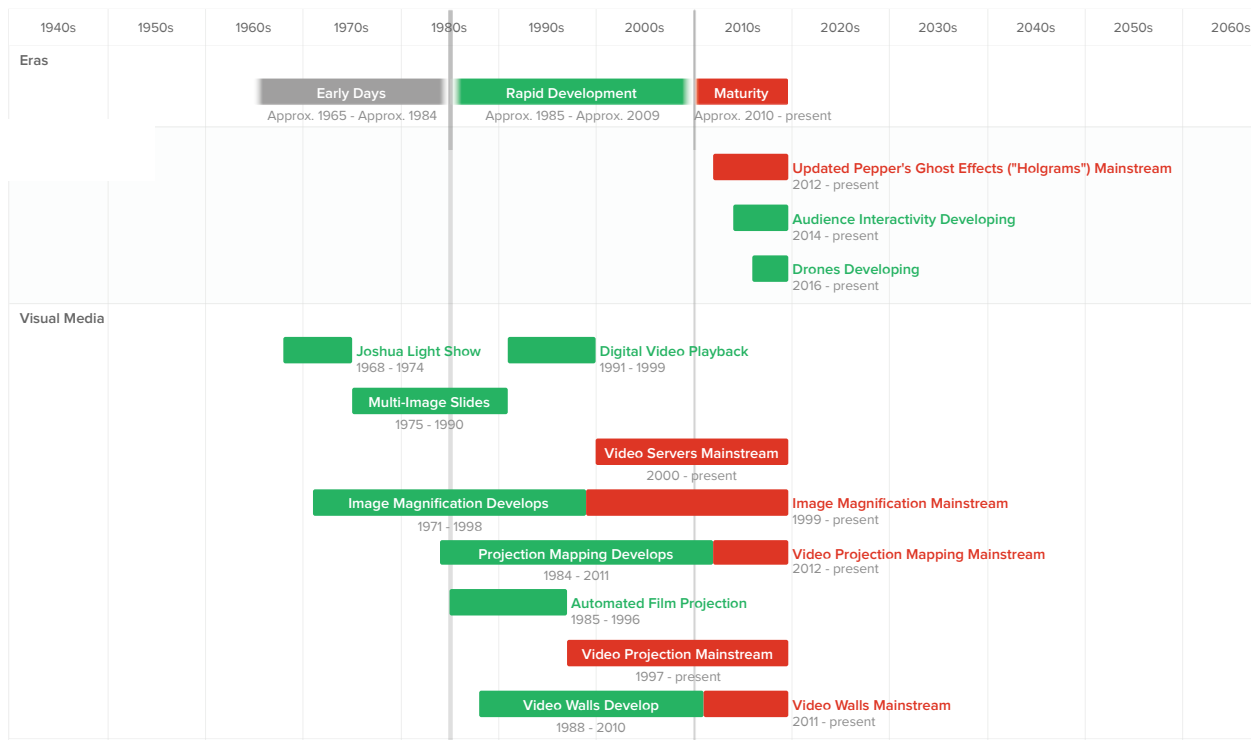 1940s 1950s 1960s 1970s 1980s 1990s 2000s 2010s 2020s 2030s 2040s 2050s 2060s
Eras
Early Days Rapid Development Maturity
Approx. 1965 - Approx. 1984 Approx. 1985 - Approx. 2009 Approx. 2010 - present
Updated Pepper's Ghost Effects ("Holgrams") Mainstream
2012 - present
Audience Interactivity Developing
2014 - present
Drones Developing
2016 - present
Visual Media
Joshua Light Show Digital Video Playback
1968 - 1974 1991 - 1999
Multi-Image Slides
1975 - 1990
Video Servers Mainstream
2000 - present
Image Magnification Develops Image Magnification Mainstream
1971 - 1998 1999 - present
Projection Mapping Develops Video Projection Mapping Mainstream
1984 - 2011 2012 - present
Automated Film Projection
1985 - 1996
Video Projection Mainstream
1997 - present
Video Walls Develop Video Walls Mainstream
1988 - 2010 2011 - present